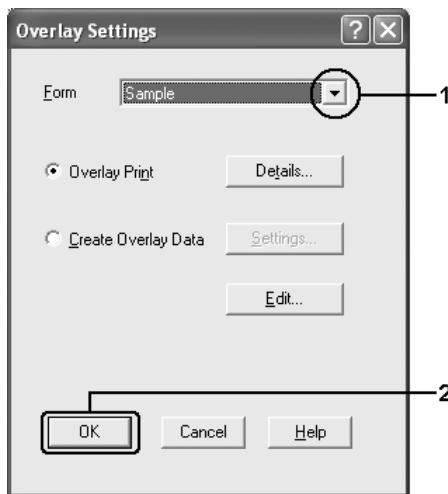 Overlay Settings
Form Sample 1
Overlay Print Details...
Create Overlay Data Settings...
Edit...
2
OK Cancel Help